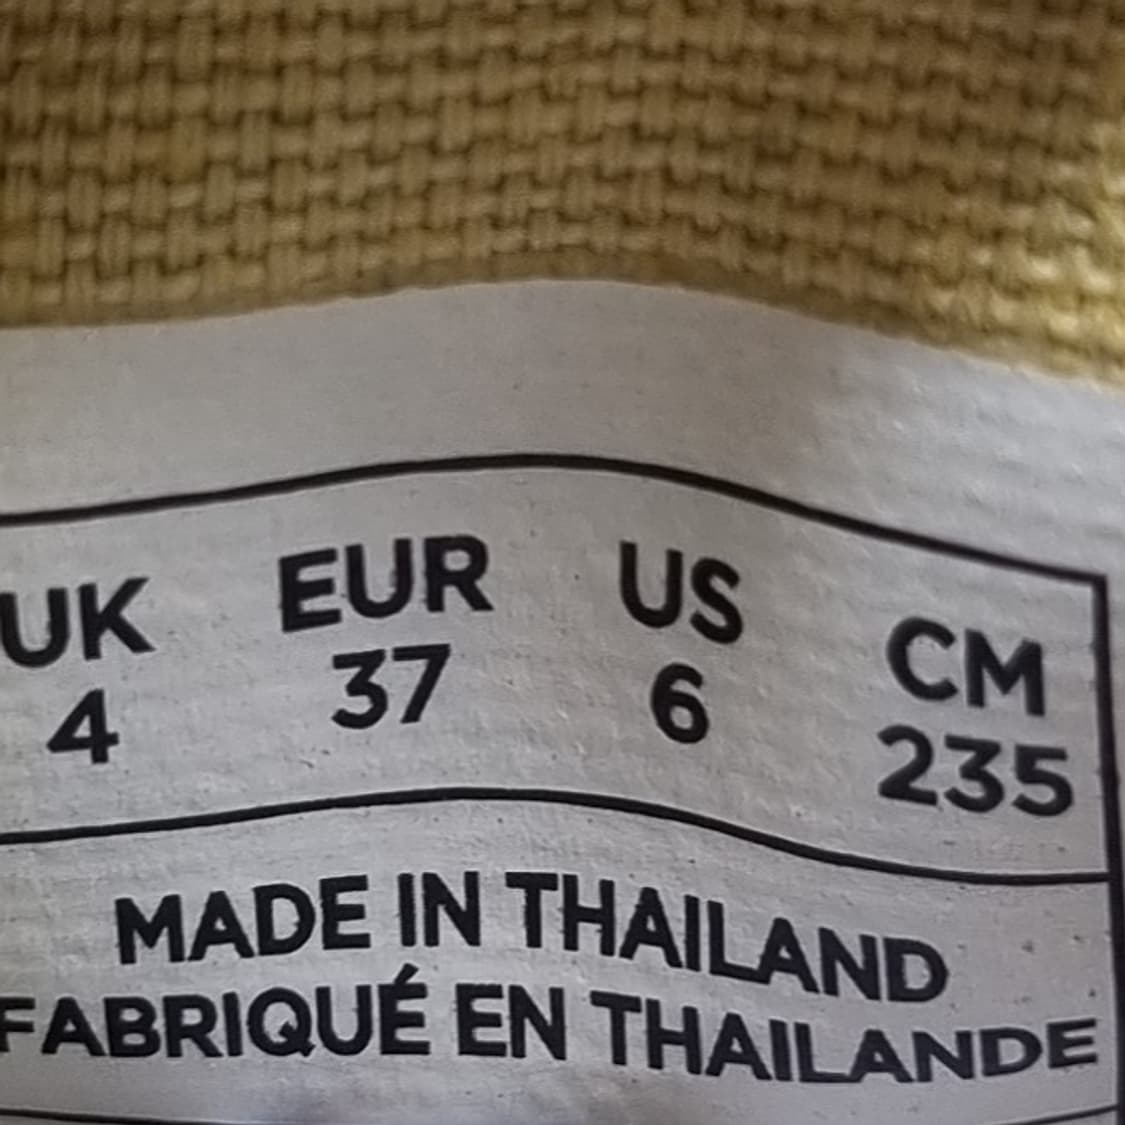 UK EUR US CM
4 37 6 235
MADE IN THAILAND
FABRIQUÉ EN THAILANDE